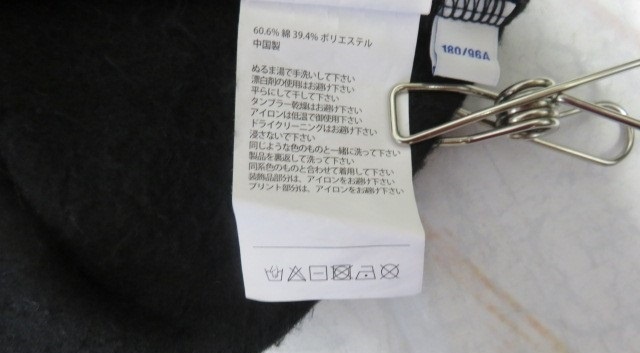 60.6% 綿 39.4% ポリエステル
中国製
ぬるま湯で手洗いして下さい
漂白剤の使用はお避け下さい
平らにして干して下さい
タンブラー乾燥はお避け下さい
アイロンは低温で御使用下さい
ドライクリーニングはお避け下さい
浸さないで下さい
同じような色のものと一緒に洗って下さい
製品を裏返して洗って下さい
同系色のものと合わせて着用して下さい
装飾品部分は、アイロンをお避け下さい
プリント部分は、アイロンをお避け下さい
180/96A